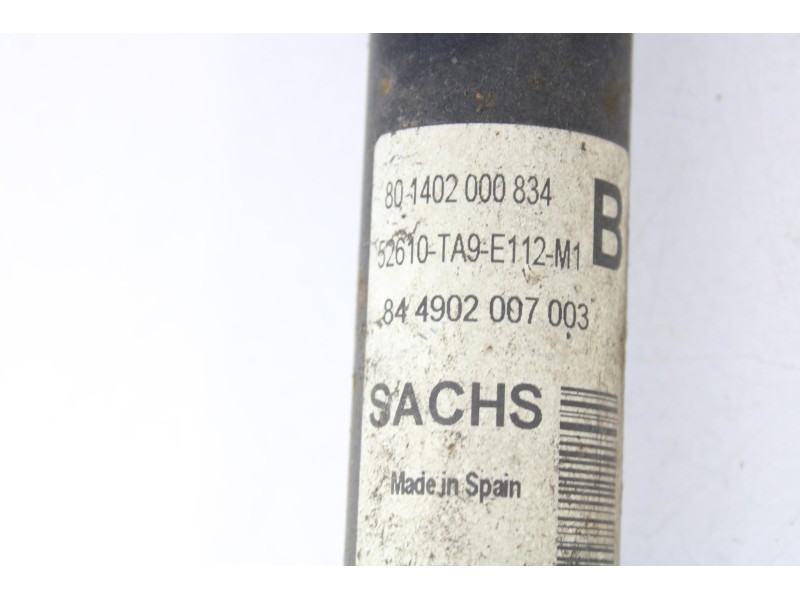 80 1402 000 834
52610-TA9-E112-M1
B
84 4902 007 003
SACHS
Made in Spain